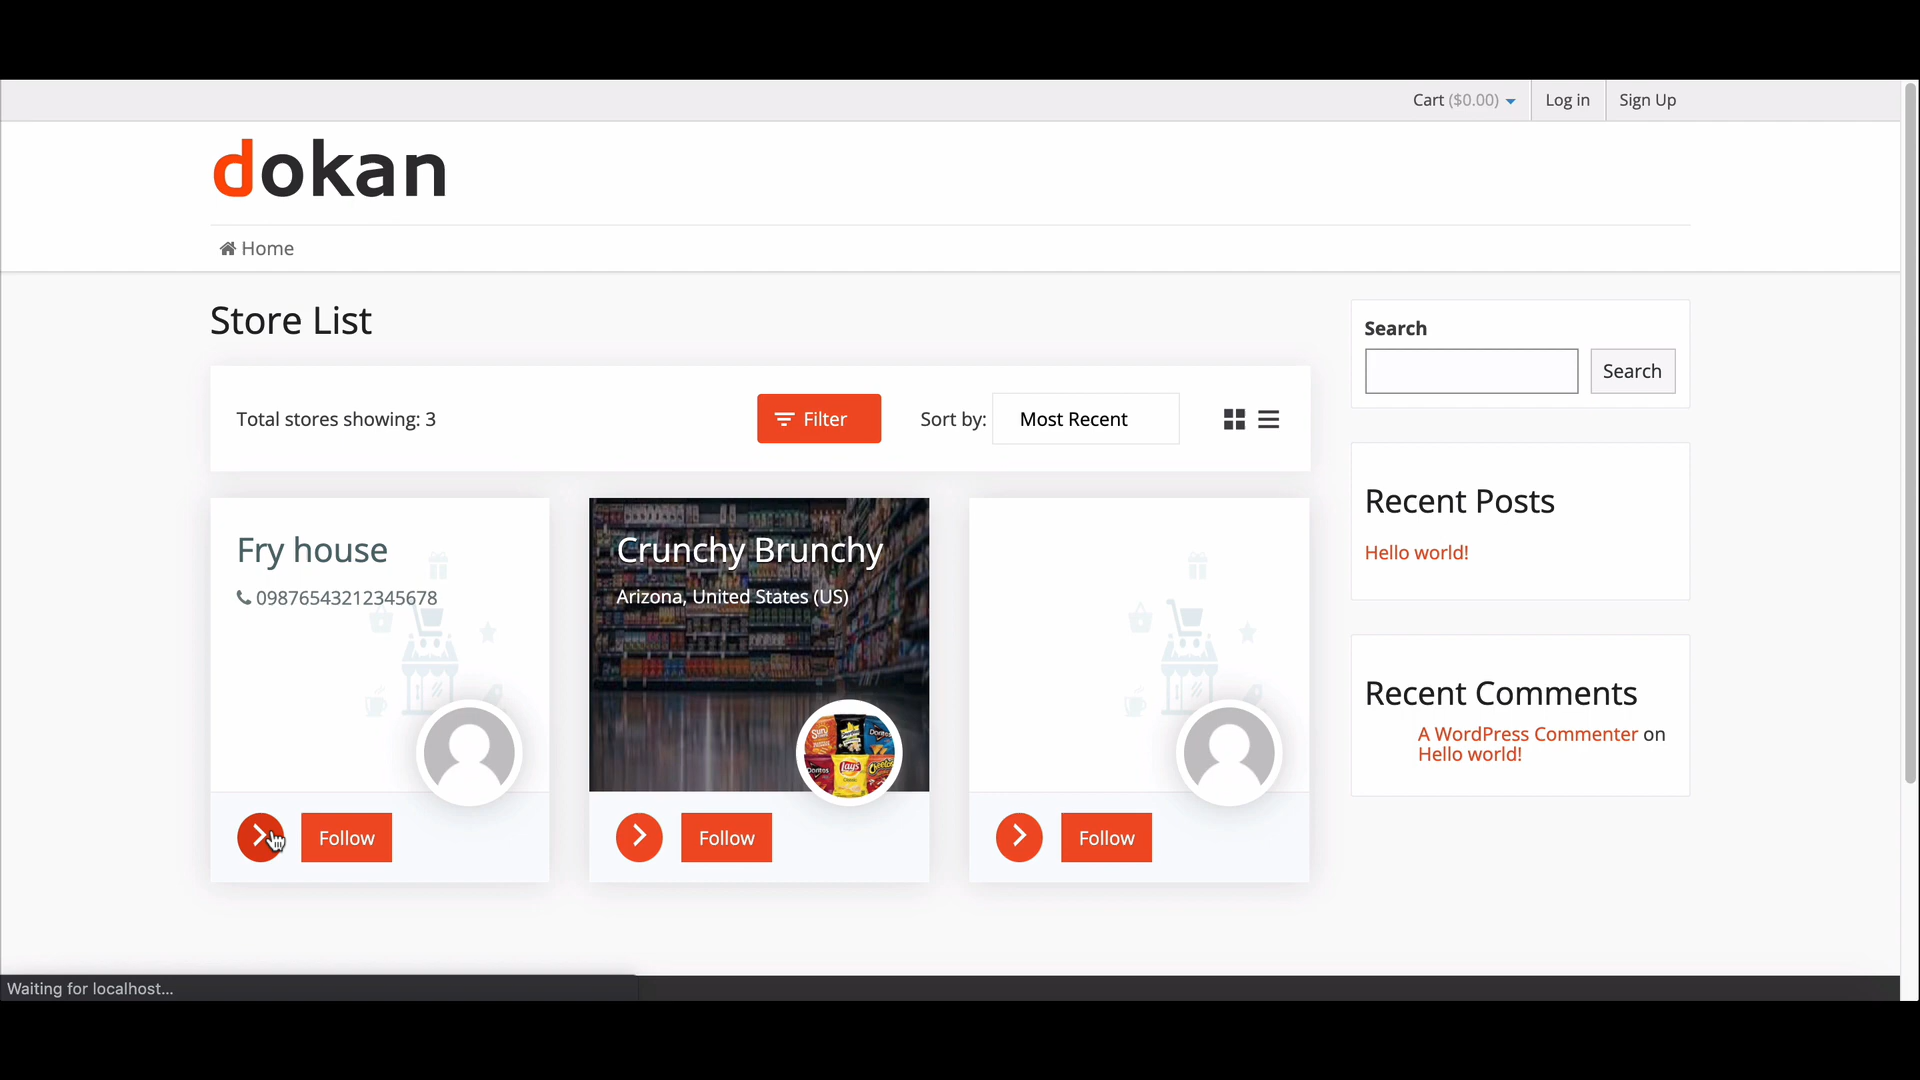 Cart ($0.00)
Log in
Sign Up
dokan
Home
Store List
Total stores showing: 3
Filter
Sort by:
Most Recent
Fry house
09876543212345678
Follow
Crunchy Brunchy
Arizona, United States (US)
Follow
Follow
Search
Search
Recent Posts
Hello world!
Recent Comments
A WordPress Commenter on
Hello world!
Waiting for localhost...